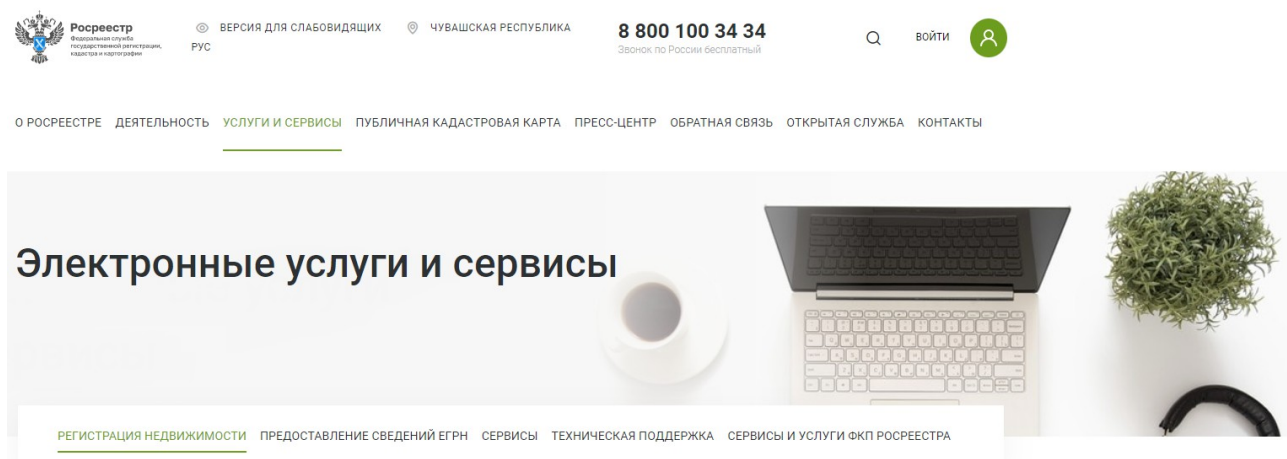 Росреестр
Федеральная служба
государственной регистрации,
кадастра и картографии
ВЕРСИЯ ДЛЯ СЛАБОВИДЯЩИХ
ЧУВАШСКАЯ РЕСПУБЛИКА
РУС
8 800 100 34 34
Звонок по России бесплатный
ВОЙТИ
О РОСРЕЕСТРЕ ДЕЯТЕЛЬНОСТЬ УСЛУГИ И СЕРВИСЫ ПУБЛИЧНАЯ КАДАСТРОВАЯ КАРТА ПРЕСС-ЦЕНТР ОБРАТНАЯ СВЯЗЬ ОТКРЫТАЯ СЛУЖБА КОНТАКТЫ
Электронные услуги и сервисы
РЕГИСТРАЦИЯ НЕДВИЖИМОСТИ ПРЕДОСТАВЛЕНИЕ СВЕДЕНИЙ ЕГРН СЕРВИСЫ ТЕХНИЧЕСКАЯ ПОДДЕРЖКА СЕРВИСЫ И УСЛУГИ ФКП РОСРЕЕСТРА